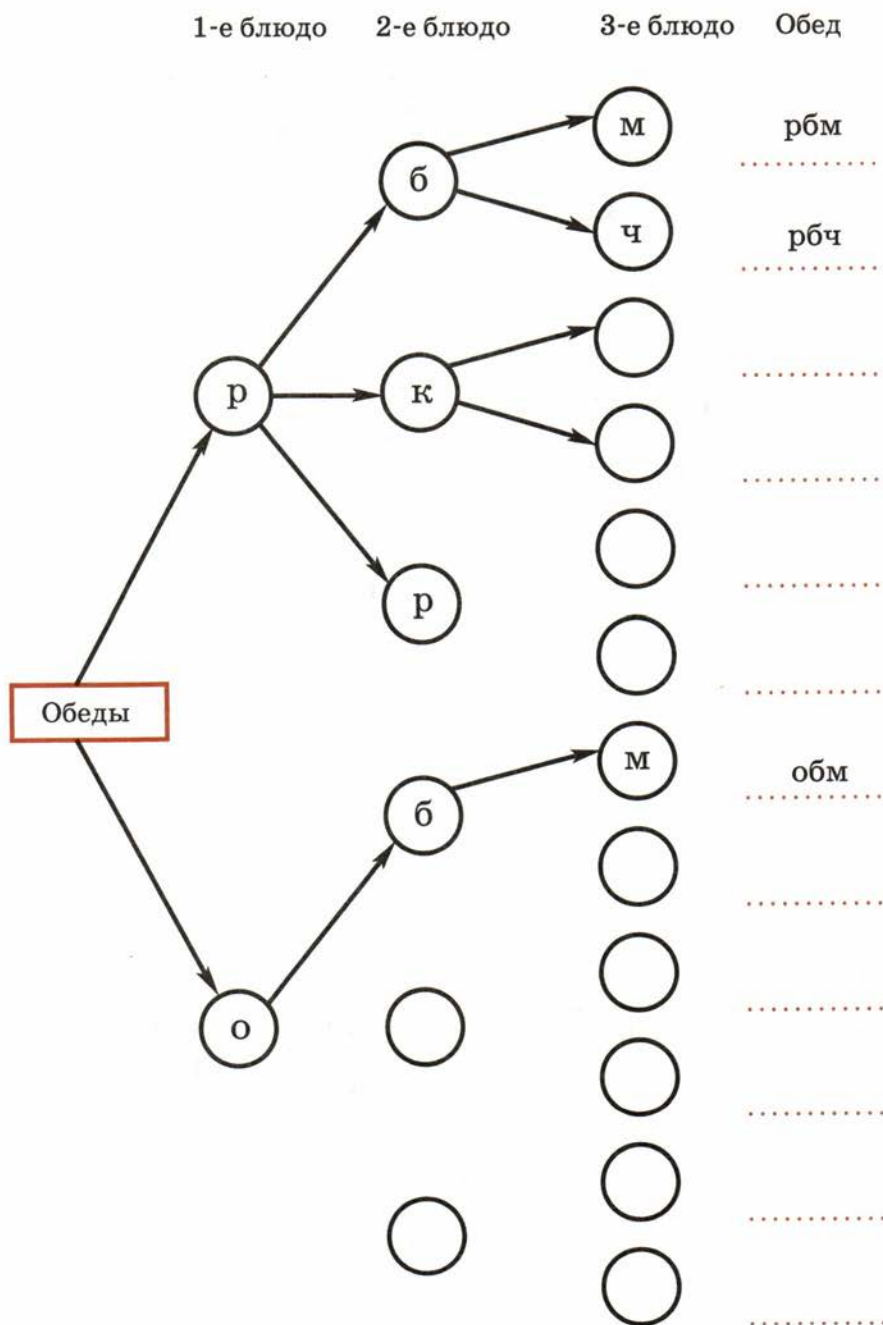 1-е блюдо 2-е блюдо 3-е блюдо Обед
м рбм
б
ч рбч
р к
р
Обеды
м обм
б
о